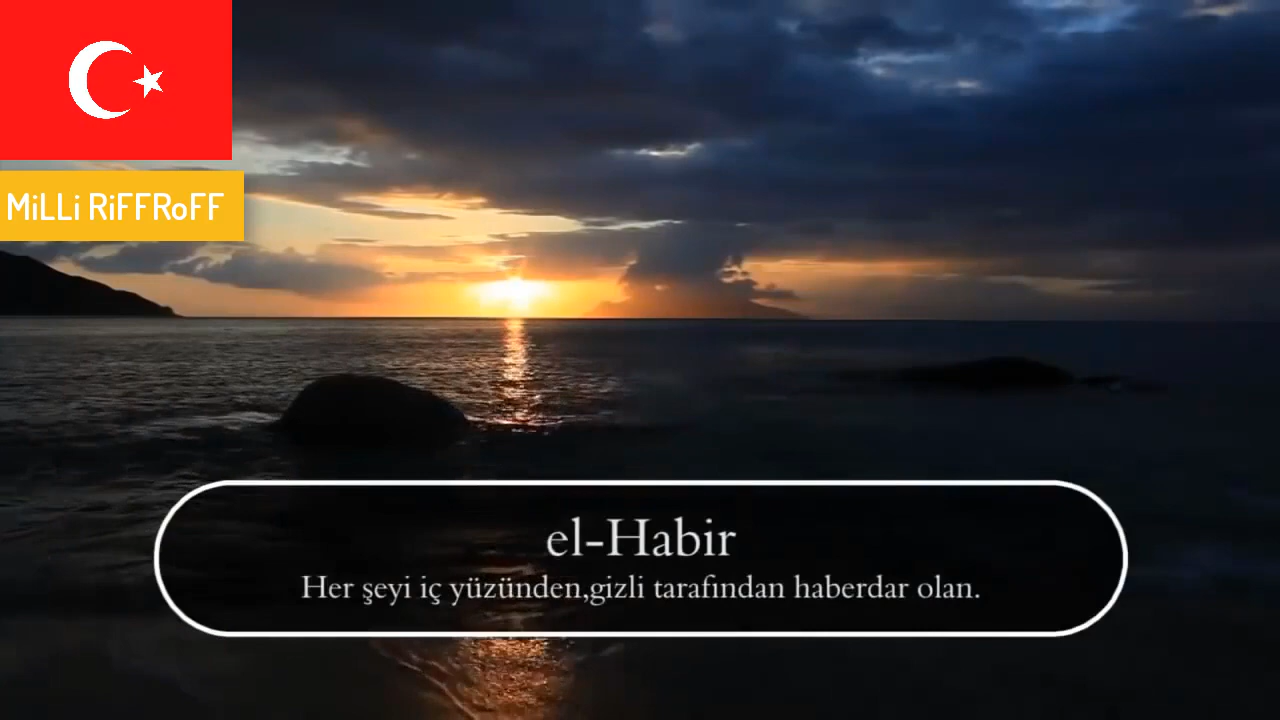 MiLLi RiFFRoFF
el-Habir
Her şeyi iç yüzünden,gizli tarafından haberdar olan.